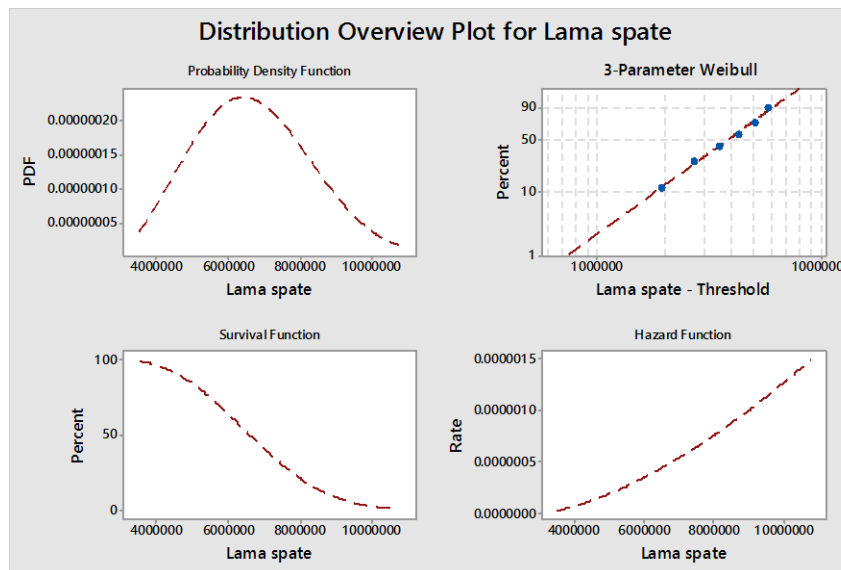 Distribution Overview Plot for Lama spate
Probability Density Function
PDF
0.00000020
0.00000015
0.00000010
0.00000005
4000000 6000000 8000000 10000000
Lama spate
3-Parameter Weibull
Percent
90
50
10
1
1000000 1000000
Lama spate - Threshold
Survival Function
Percent
100
50
0
4000000 6000000 8000000 10000000
Lama spate
Hazard Function
Rate
0.0000015
0.0000010
0.0000005
0.0000000
4000000 6000000 8000000 10000000
Lama spate